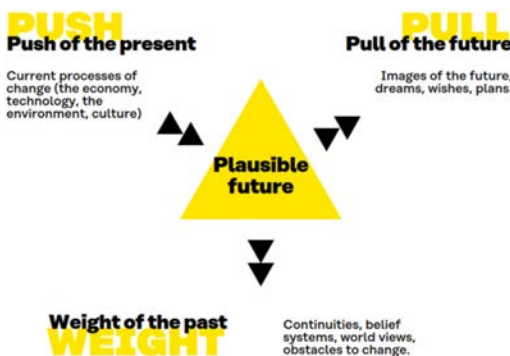 PUSH
Push of the present
Current processes of
change (the economy,
technology, the
environment, culture)
PULL
Pull of the future
Images of the future,
dreams, wishes, plans.
Plausible
future
Weight of the past
WEIGHT
Continuities, belief
systems, world views,
obstacles to change.